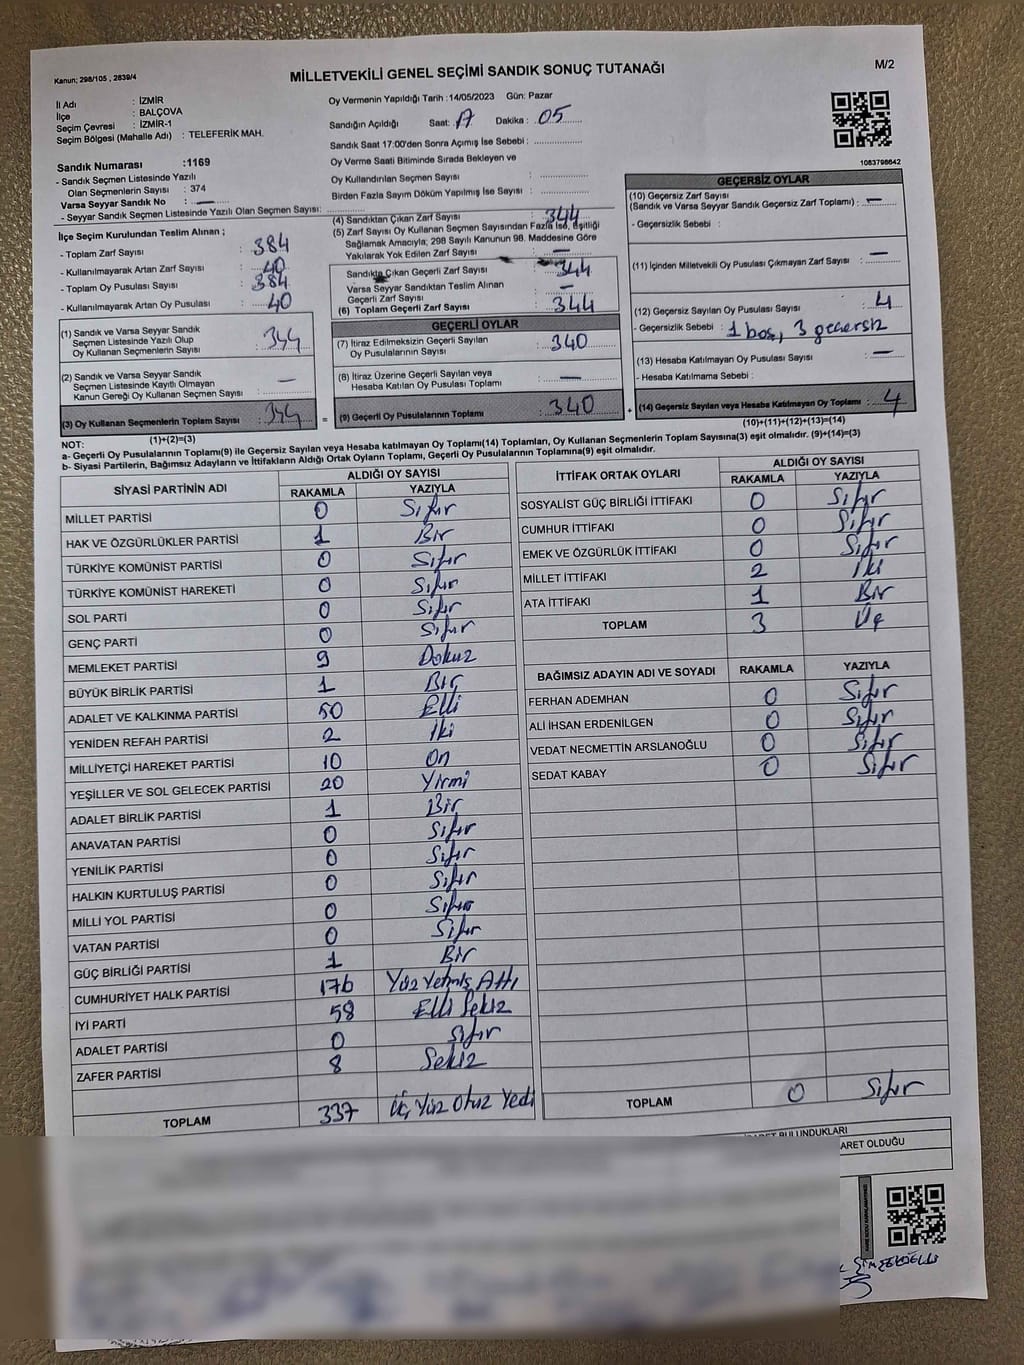 Kanun; 298/105 , 2839/4
MİLLETVEKİLİ GENEL SEÇİMİ SANDIK SONUÇ TUTANAĞI
M/2
İl Adı : İZMİR
İlçe : BALÇOVA
Seçim Çevresi : İZMİR-1
Seçim Bölgesi (Mahalle Adı) : TELEFERİK MAH.
Sandık Numarası :1169
- Sandık Seçmen Listesinde Yazılı
Olan Seçmenlerin Sayısı : 374
Varsa Seyyar Sandık No : —
- Seyyar Sandık Seçmen Listesinde Yazılı Olan Seçmen Sayısı:
Oy Vermenin Yapıldığı Tarih :14/05/2023 Gün: Pazar
Sandığın Açıldığı Saat: 17 Dakika : 05
Sandık Saat 17:00'den Sonra Açımış İse Sebebi :
Oy Verme Saati Bitiminde Sırada Bekleyen ve
Oy Kullandırılan Seçmen Sayısı :
Birden Fazla Sayım Döküm Yapılmış İse Sayısı :
1083798642
İlçe Seçim Kurulundan Teslim Alınan ;
- Toplam Zarf Sayısı : 384
- Kullanılmayarak Artan Zarf Sayısı : 40
- Toplam Oy Pusulası Sayısı : 384
- Kullanılmayarak Artan Oy Pusulası : 40
(1) Sandık ve Varsa Seyyar Sandık
Seçmen Listesinde Yazılı Olup
Oy Kullanan Seçmenlerin Sayısı : 344
(2) Sandık ve Varsa Seyyar Sandık
Seçmen Listesinde Kayıtlı Olmayan
Kanun Gereği Oy Kullanan Seçmen Sayısı : —
(3) Oy Kullanan Seçmenlerin Toplam Sayısı : 344
(1)+(2)=(3)
(4) Sandıktan Çıkan Zarf Sayısı : 344
(5) Zarf Sayısı Oy Kullanan Seçmen Sayısından Fazla İse, Eşitliği
Sağlamak Amacıyla; 298 Sayılı Kanunun 98. Maddesine Göre
Yakılarak Yok Edilen Zarf Sayısı : —
Sandıkta Çıkan Geçerli Zarf Sayısı : 344
Varsa Seyyar Sandıktan Teslim Alınan
Geçerli Zarf Sayısı : —
(6) Toplam Geçerli Zarf Sayısı : 344
GEÇERLİ OYLAR
(7) İtiraz Edilmeksizin Geçerli Sayılan
Oy Pusulalarının Sayısı : 340
(8) İtiraz Üzerine Geçerli Sayılan veya
Hesaba Katılan Oy Pusulası Toplamı : —
= (9) Geçerli Oy Pusulalarının Toplamı : 340
GEÇERSİZ OYLAR
(10) Geçersiz Zarf Sayısı
(Sandık ve Varsa Seyyar Sandık Geçersiz Zarf Toplamı) : —
- Geçersizlik Sebebi :
(11) İçinden Milletvekili Oy Pusulası Çıkmayan Zarf Sayısı : —
(12) Geçersiz Sayılan Oy Pusulası Sayısı : 4
- Geçersizlik Sebebi : 1 boş, 3 geçersiz
(13) Hesaba Katılmayan Oy Pusulası Sayısı : —
- Hesaba Katılmama Sebebi :
+ (14) Geçersiz Sayılan veya Hesaba Katılmayan Oy Toplamı : 4
(10)+(11)+(12)+(13)=(14)
NOT:
a- Geçerli Oy Pusulalarının Toplamı(9) ile Geçersiz Sayılan veya Hesaba katılmayan Oy Toplamı(14) Toplamları, Oy Kullanan Seçmenlerin Toplam Sayısına(3) eşit olmalıdır. (9)+(14)=(3)
b- Siyasi Partilerin, Bağımsız Adayların ve İttifakların Aldığı Ortak Oyların Toplamı, Geçerli Oy Pusulalarının Toplamına(9) eşit olmalıdır.
SİYASİ PARTİNİN ADI ALDIĞI OY SAYISI
RAKAMLA YAZIYLA
MİLLET PARTİSİ 0 Sıfır
HAK VE ÖZGÜRLÜKLER PARTİSİ 1 Bir
TÜRKİYE KOMÜNİST PARTİSİ 0 Sıfır
TÜRKİYE KOMÜNİST HAREKETİ 0 Sıfır
SOL PARTİ 0 Sıfır
GENÇ PARTİ 0 Sıfır
MEMLEKET PARTİSİ 9 Dokuz
BÜYÜK BİRLİK PARTİSİ 1 Bir
ADALET VE KALKINMA PARTİSİ 50 Elli
YENİDEN REFAH PARTİSİ 2 İki
MİLLİYETÇİ HAREKET PARTİSİ 10 On
YEŞİLLER VE SOL GELECEK PARTİSİ 20 Yirmi
ADALET BİRLİK PARTİSİ 1 Bir
ANAVATAN PARTİSİ 0 Sıfır
YENİLİK PARTİSİ 0 Sıfır
HALKIN KURTULUŞ PARTİSİ 0 Sıfır
MİLLİ YOL PARTİSİ 0 Sıfır
VATAN PARTİSİ 0 Sıfır
GÜÇ BİRLİĞİ PARTİSİ 1 Bir
CUMHURİYET HALK PARTİSİ 176 Yüz Yetmiş Altı
İYİ PARTİ 58 Elli Sekiz
ADALET PARTİSİ 0 Sıfır
ZAFER PARTİSİ 8 Sekiz
TOPLAM 337 Üç Yüz Otuz Yedi
İTTİFAK ORTAK OYLARI ALDIĞI OY SAYISI
RAKAMLA YAZIYLA
SOSYALİST GÜÇ BİRLİĞİ İTTİFAKI 0 Sıfır
CUMHUR İTTİFAKI 0 Sıfır
EMEK VE ÖZGÜRLÜK İTTİFAKI 0 Sıfır
MİLLET İTTİFAKI 2 İki
ATA İTTİFAKI 1 Bir
TOPLAM 3 Üç
BAĞIMSIZ ADAYIN ADI VE SOYADI RAKAMLA YAZIYLA
FERHAN ADEMHAN 0 Sıfır
ALİ İHSAN ERDENİLGEN 0 Sıfır
VEDAT NECMETTİN ARSLANOĞLU 0 Sıfır
SEDAT KABAY 0 Sıfır
TOPLAM 0 Sıfır
BULUNDUKLARI
ARET OLDUĞU